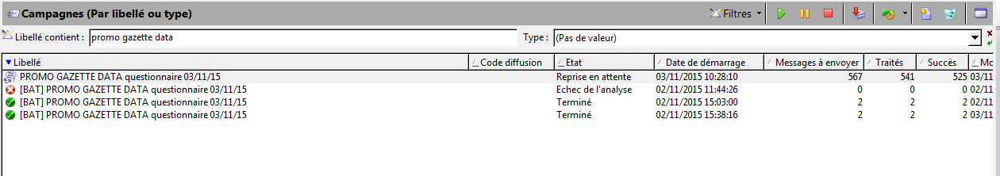 Campagnes (Par libellé ou type) Filtres
Libellé contient : promo gazette data Type : (Pas de valeur)
Libellé Code diffusion Etat Date de démarrage Messages à envoyer Traités Succès Mo
PROMO GAZETTE DATA questionnaire 03/11/15 Reprise en attente 03/11/2015 10:28:10 567 541 525 03/11
[BAT] PROMO GAZETTE DATA questionnaire 03/11/15 Echec de l'analyse 02/11/2015 11:44:26 0 0 0 02/11
[BAT] PROMO GAZETTE DATA questionnaire 03/11/15 Terminé 02/11/2015 15:03:00 2 2 2 02/11
[BAT] PROMO GAZETTE DATA questionnaire 03/11/15 Terminé 02/11/2015 15:38:16 2 2 2 03/11